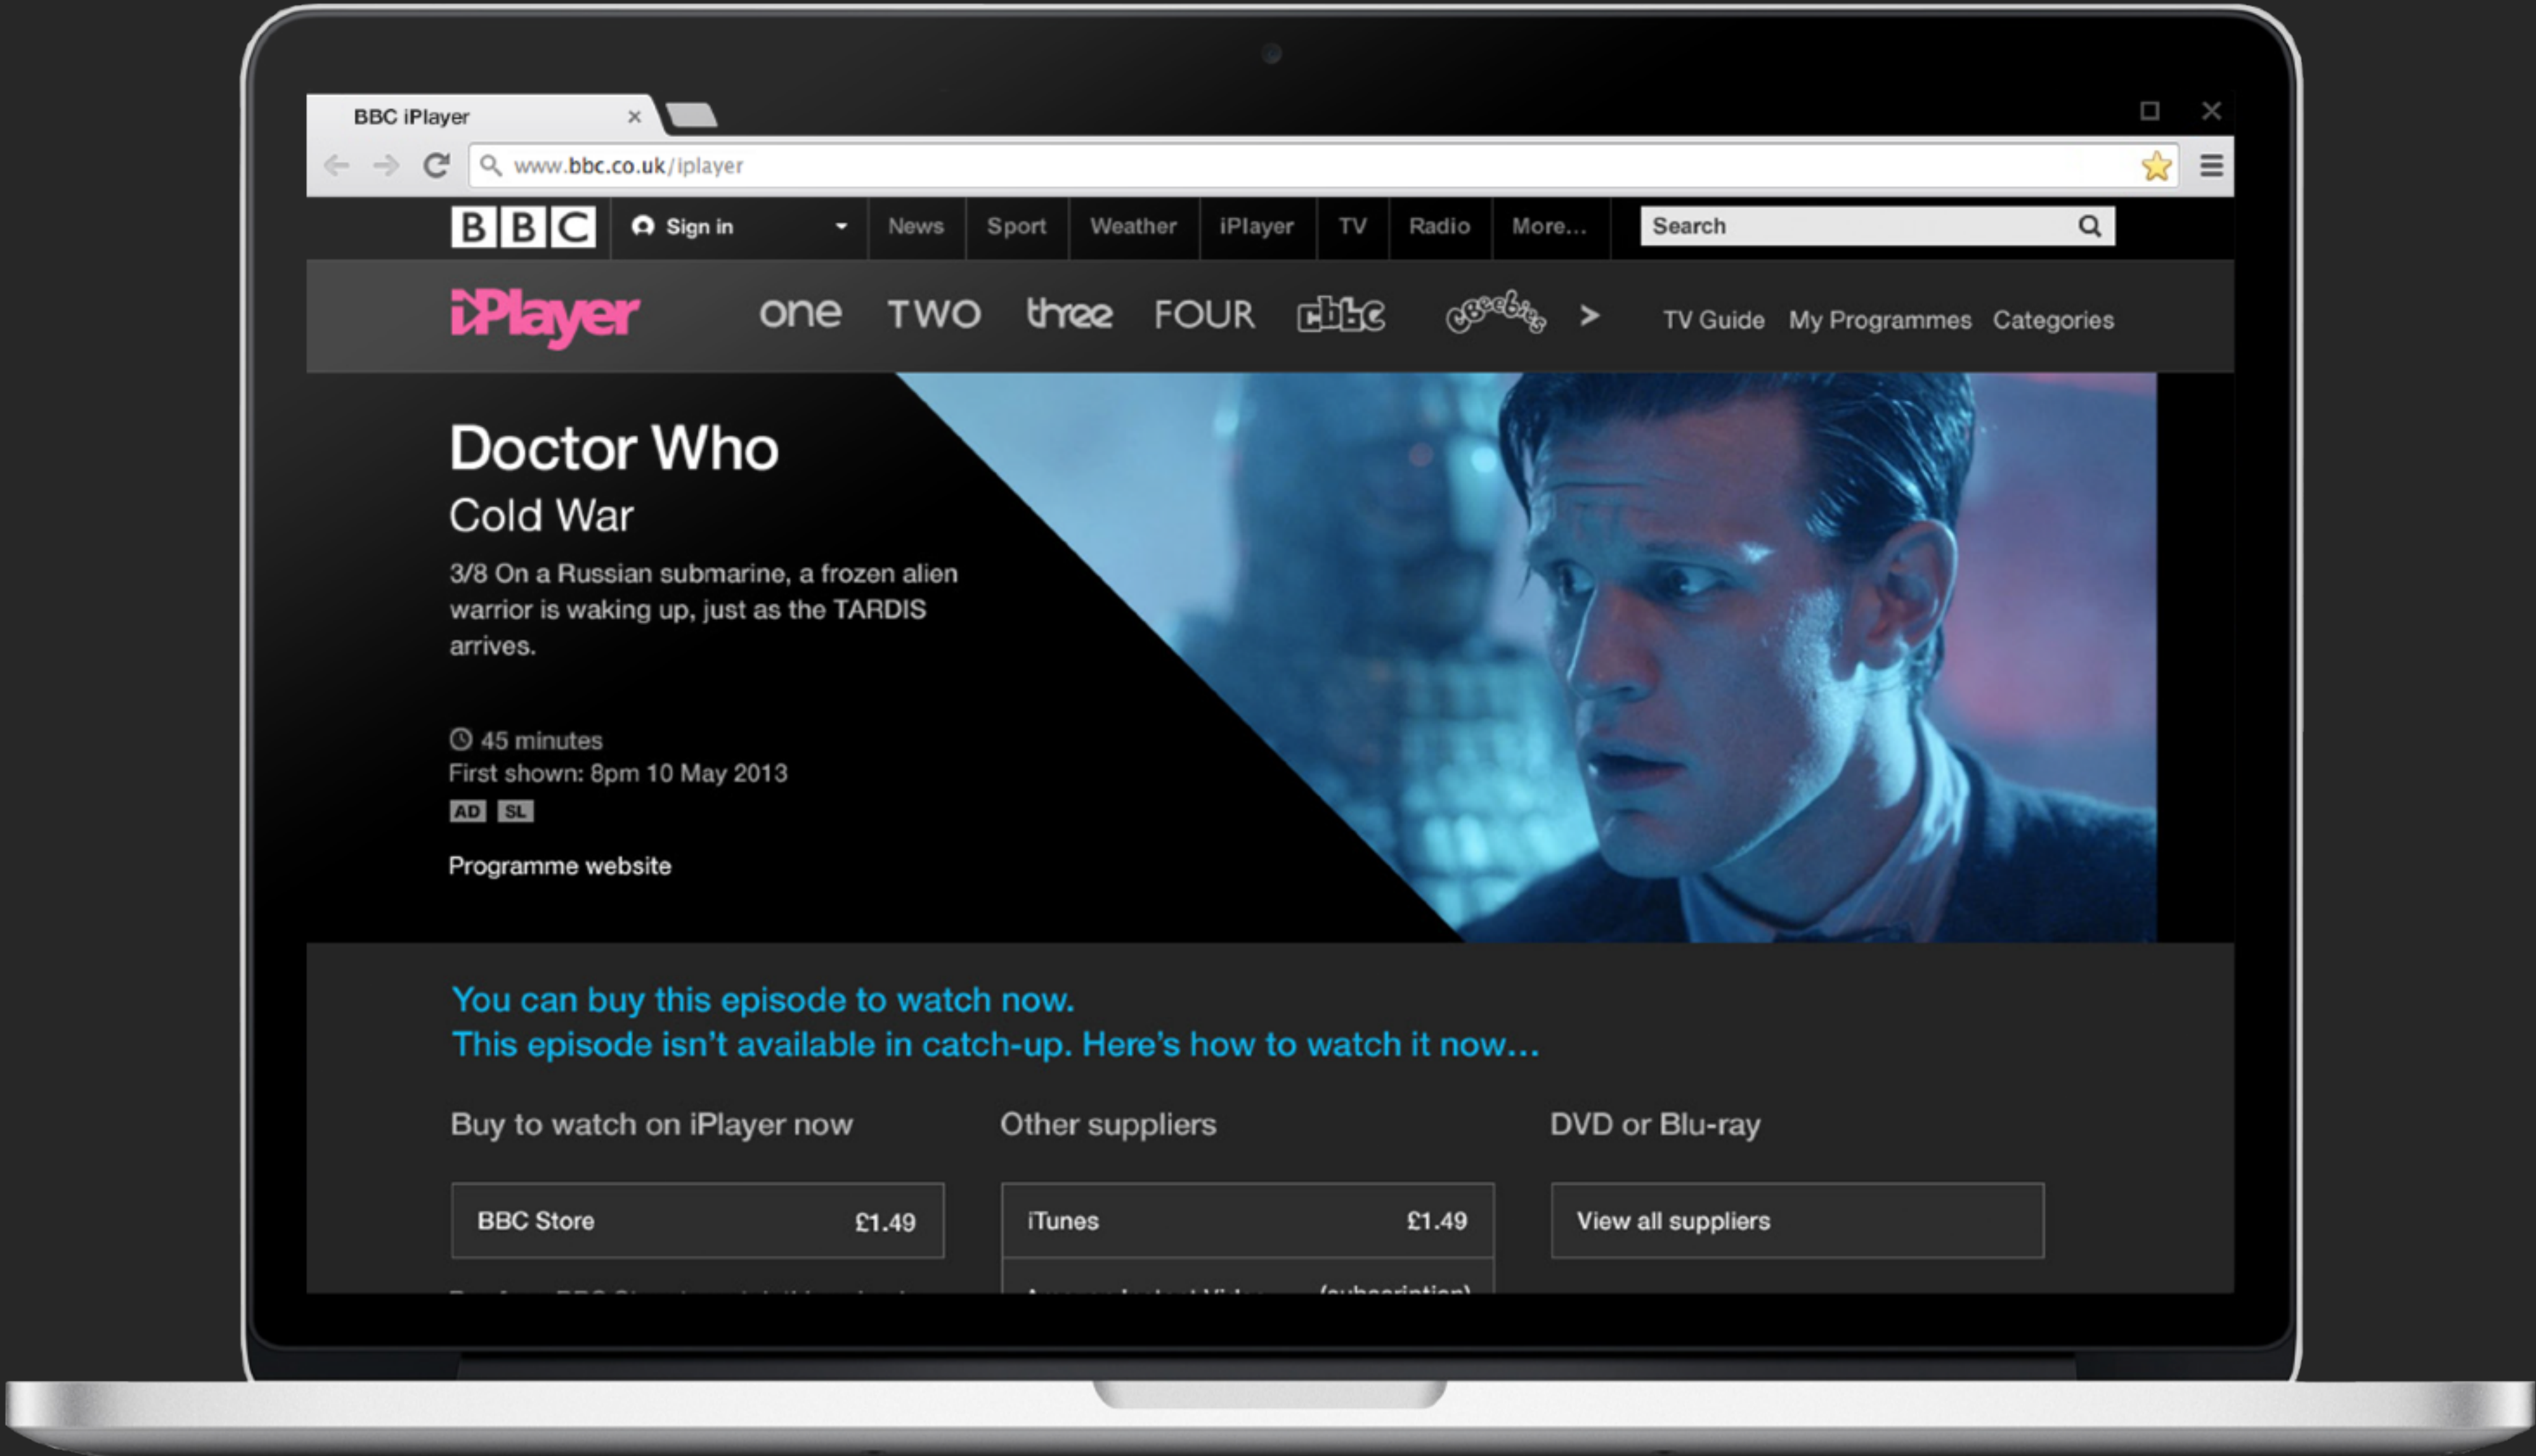 BBC iPlayer
www.bbc.co.uk/iplayer
BBC Sign in News Sport Weather iPlayer TV Radio More... Search
iPlayer one TWO three FOUR cbbc cbeebies > TV Guide My Programmes Categories
Doctor Who
Cold War
3/8 On a Russian submarine, a frozen alien
warrior is waking up, just as the TARDIS
arrives.
45 minutes
First shown: 8pm 10 May 2013
AD SL
Programme website
You can buy this episode to watch now.
This episode isn’t available in catch-up. Here’s how to watch it now...
Buy to watch on iPlayer now Other suppliers DVD or Blu-ray
BBC Store £1.49 iTunes £1.49 View all suppliers
(subscription)